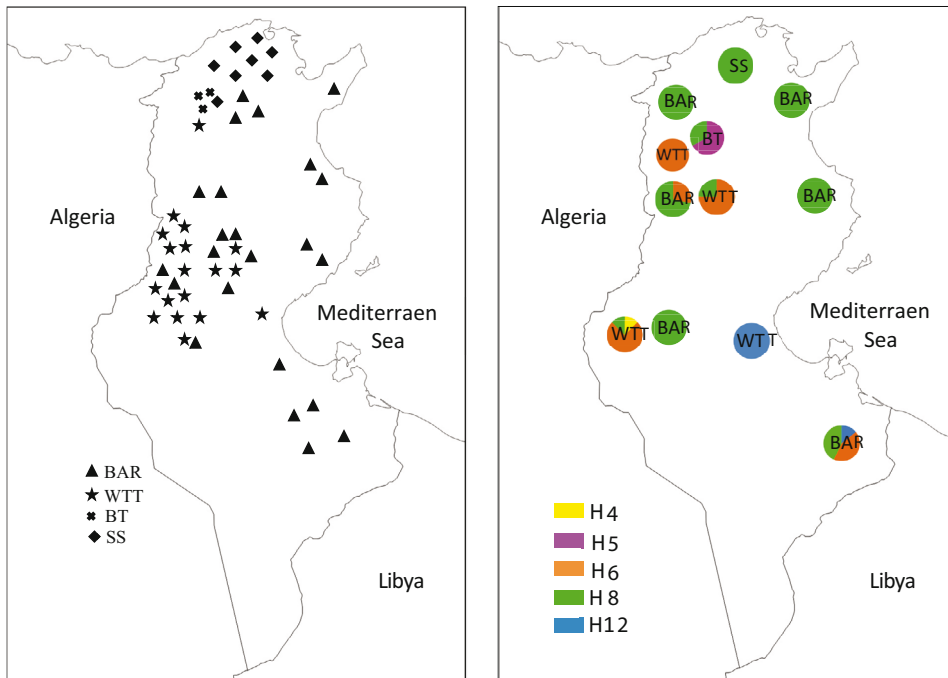 Algeria
Mediterraen
Sea
BAR
WTT
BT
SS
Libya
SS
BAR
BAR
BT
WTT
BAR
WTT
BAR
Algeria
Mediterraen
Sea
WTT
BAR
WTT
BAR
H4
H5
H6
H8
H12
Libya